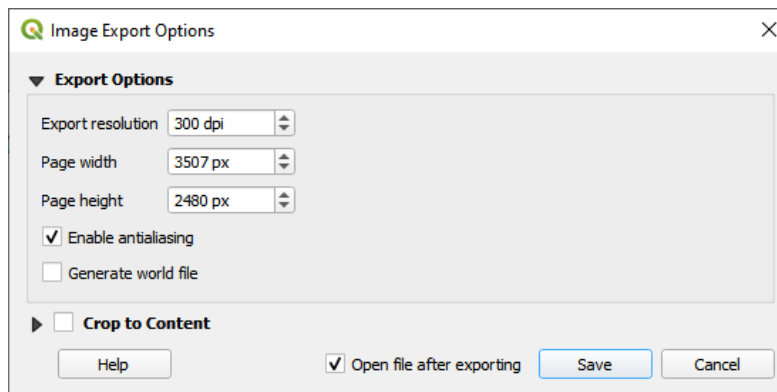 Image Export Options
Export Options
Export resolution 300 dpi
Page width 3507 px
Page height 2480 px
Enable antialiasing
Generate world file
Crop to Content
Help Open file after exporting Save Cancel